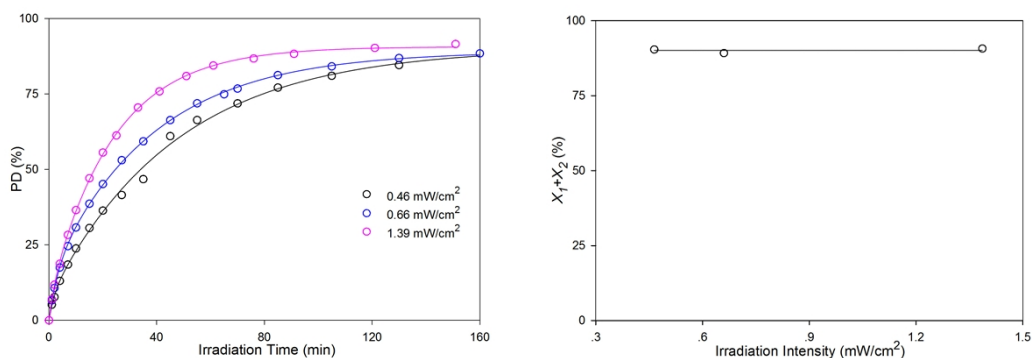 100
75
50
25
0
PD (%)
0 40 80 120 160
Irradiation Time (min)
0.46 mW/cm²
0.66 mW/cm²
1.39 mW/cm²
100
75
50
25
0
X₁+X₂ (%)
.3 .6 .9 1.2 1.5
Irradiation Intensity (mW/cm²)